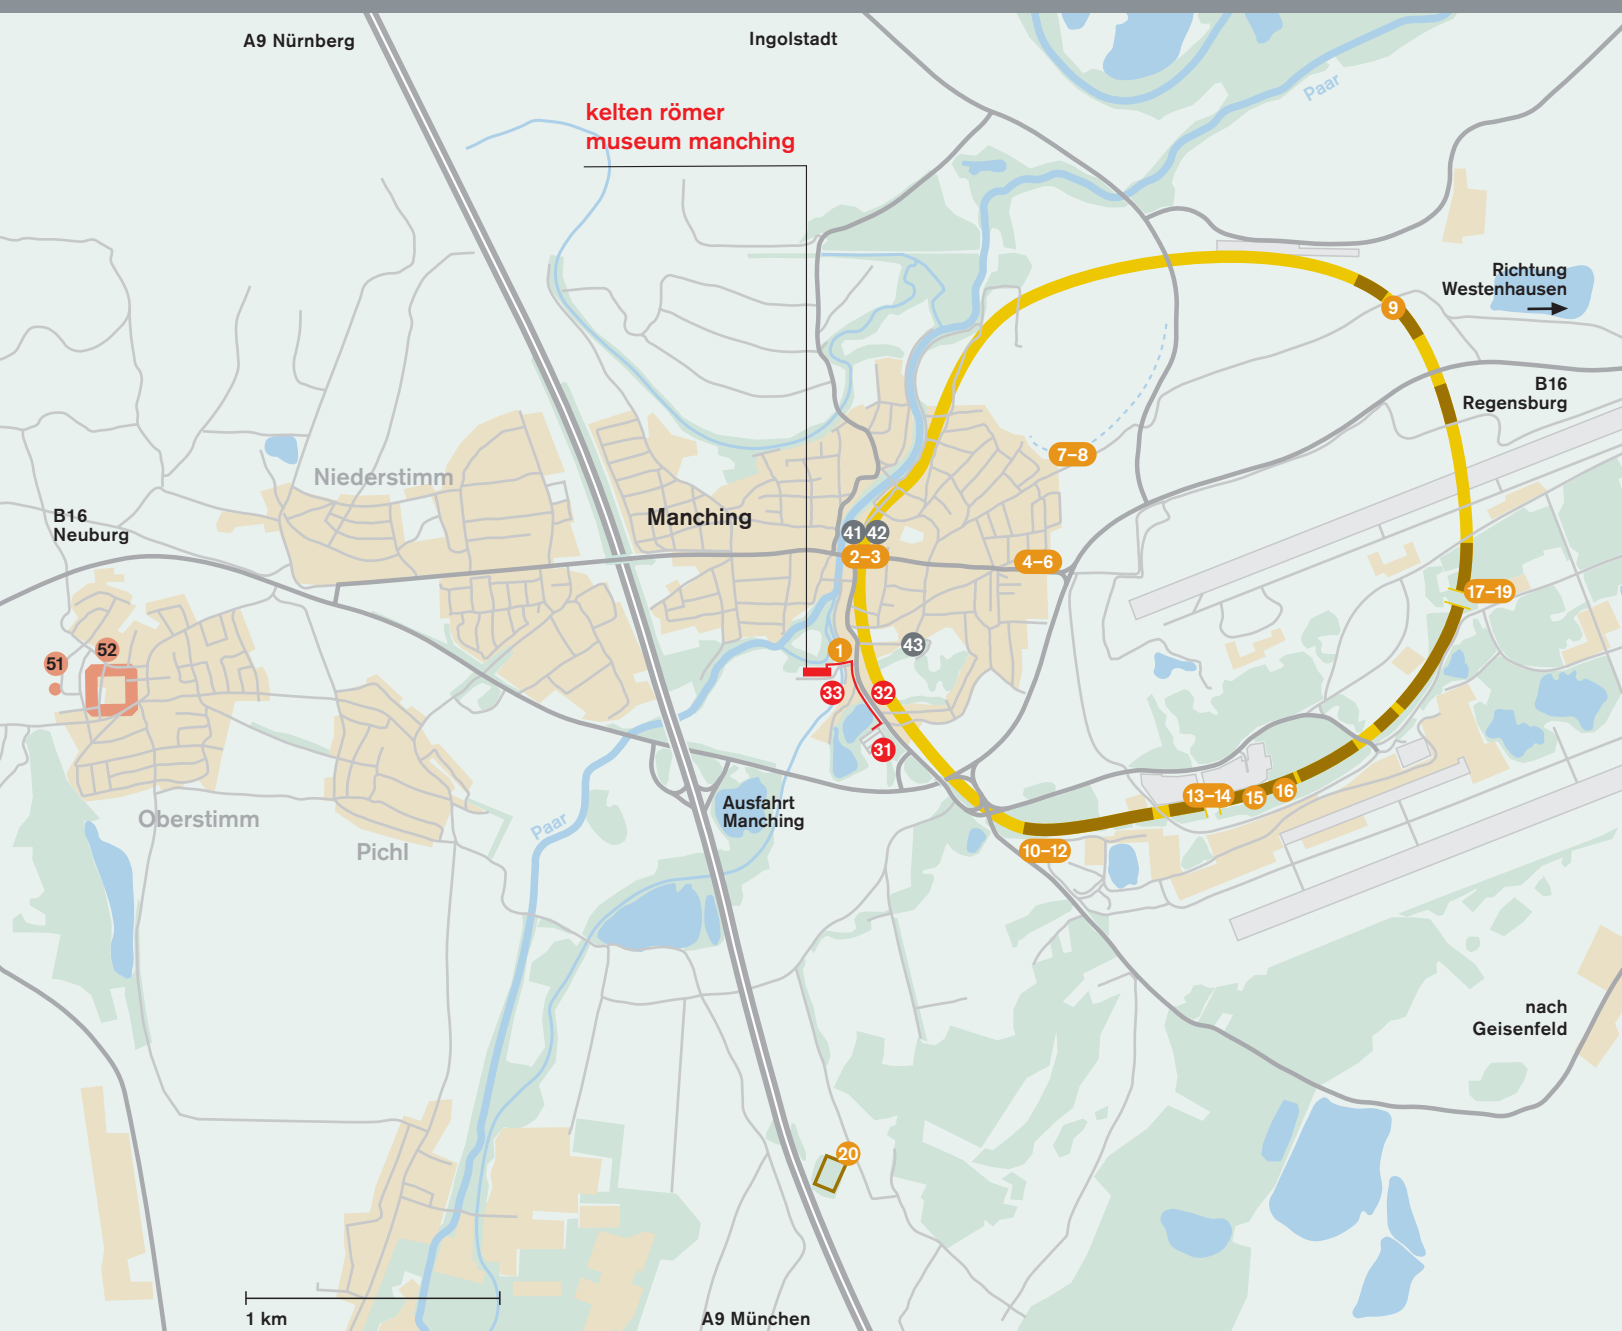 A9 Nürnberg
Ingolstadt
Paar
kelten römer
museum manching
Richtung
Westenhausen
9
B16
Regensburg
7–8
Niederstimm
B16
Neuburg
Manching
41
42
2–3
4–6
17–19
51
52
1
43
33
32
31
Ausfahrt
Manching
Oberstimm
Paar
Pichl
13–14
15
16
10–12
nach
Geisenfeld
20
1 km
A9 München